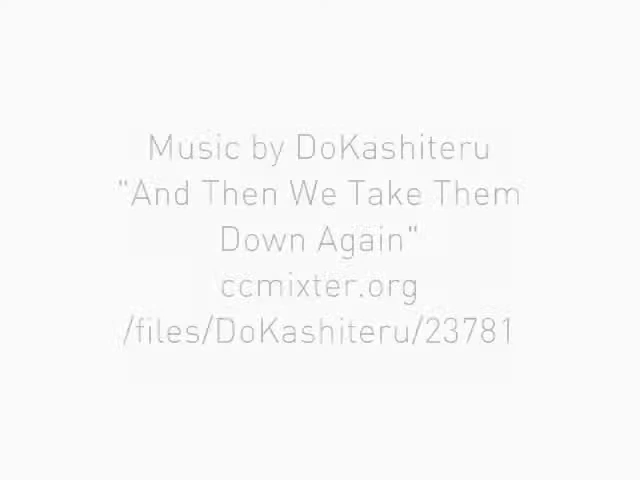 Music by DoKashiteru
"And Then We Take Them
Down Again"
ccmixter.org
/files/DoKashiteru/23781